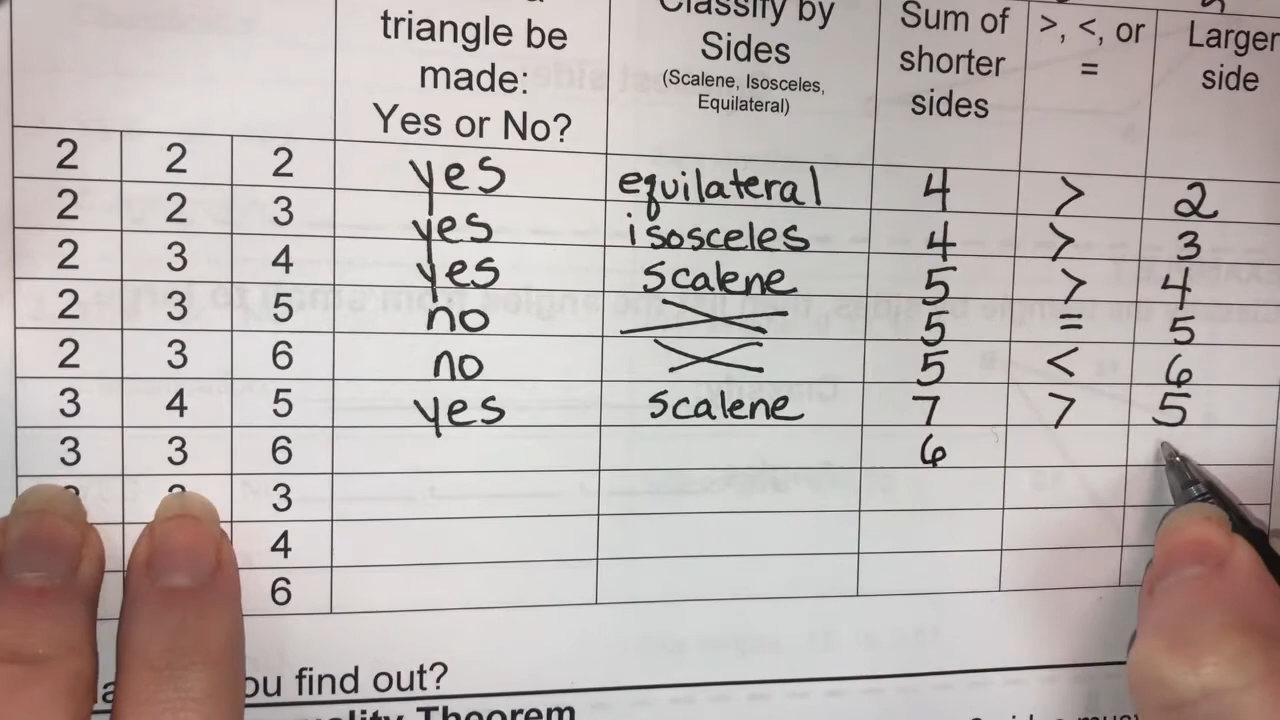 triangle be
made:
Yes or No?
Classify by
Sides
(Scalene, Isosceles,
Equilateral)
Sum of
shorter
sides
>, <, or
=
Larger
side
2 2 2 yes equilateral 4 > 2
2 2 3 yes isosceles 4 > 3
2 3 4 yes scalene 5 > 4
2 3 5 no 5 = 5
2 3 6 no 5 < 6
3 4 5 yes scalene 7 > 5
3 3 6 6
3
4
6
ou find out?
Theorem